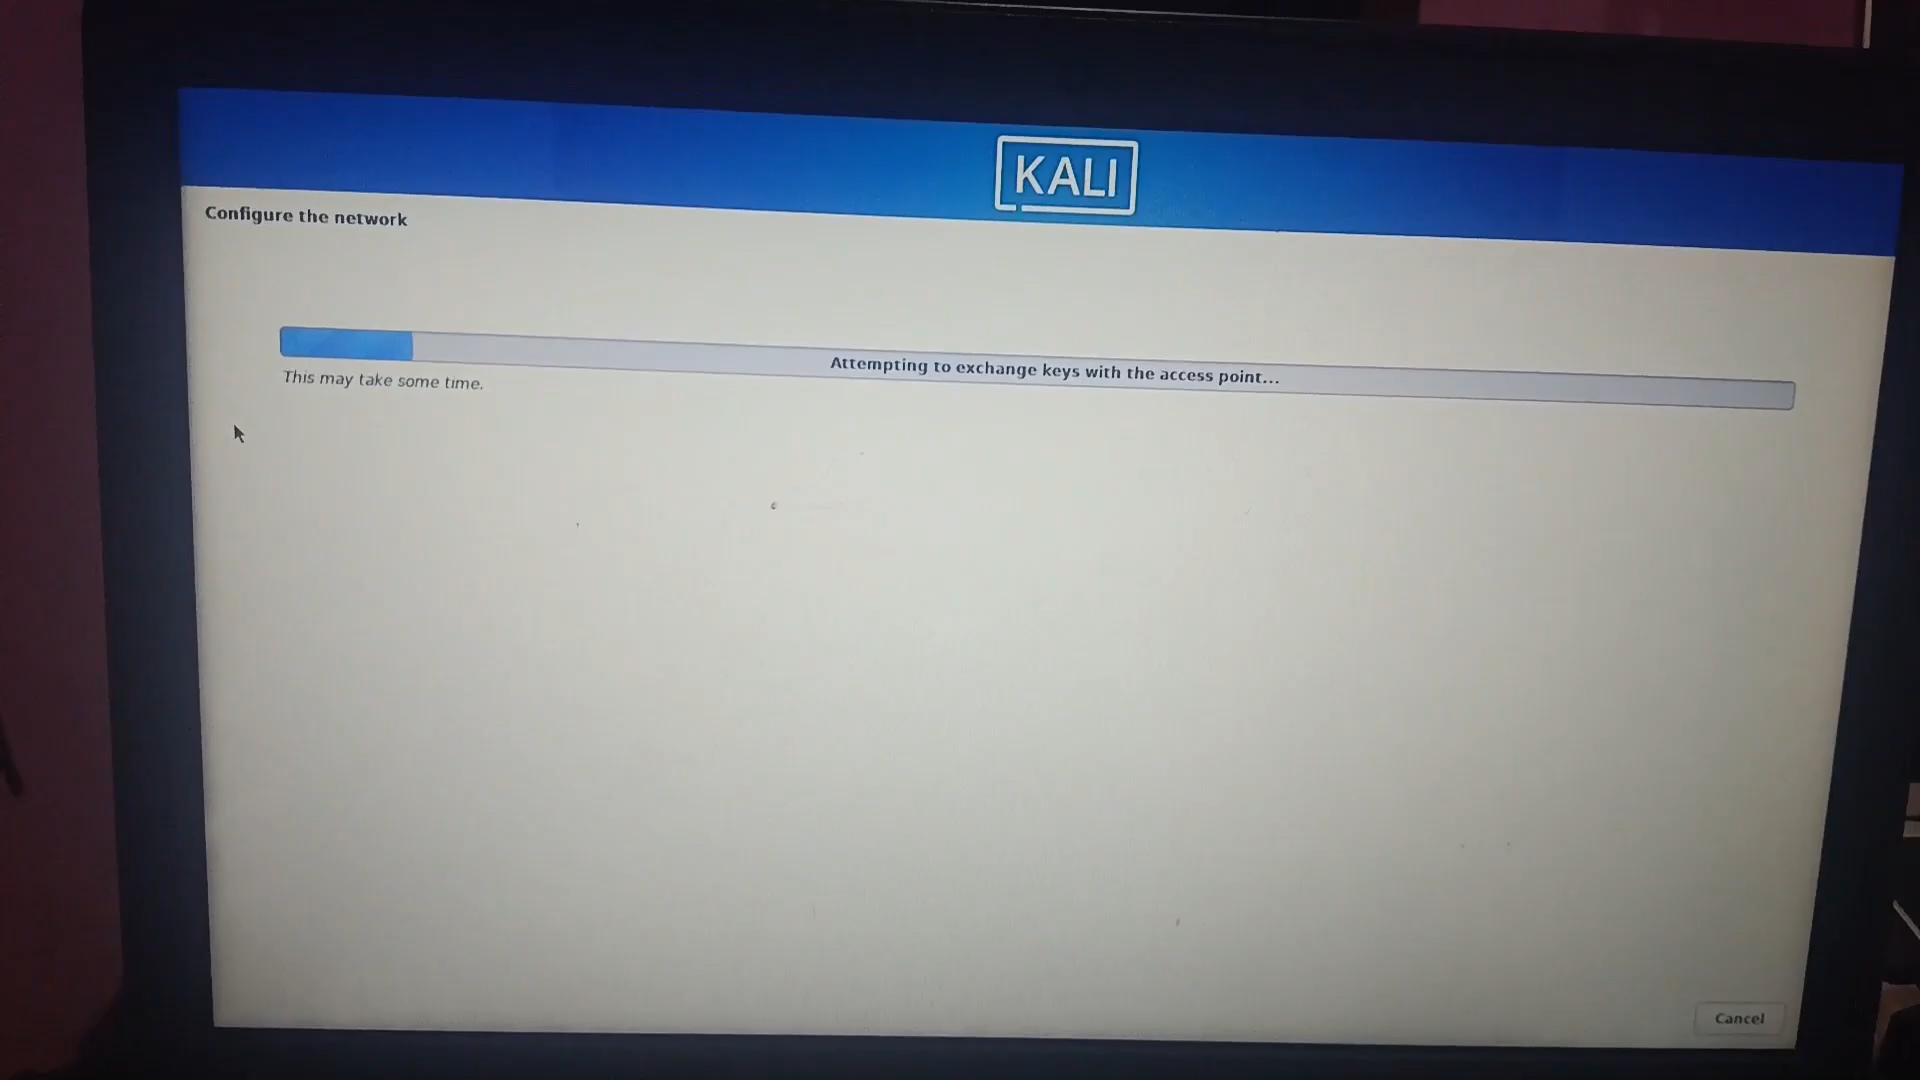 KALI
Configure the network
Attempting to exchange keys with the access point...
This may take some time.
Cancel